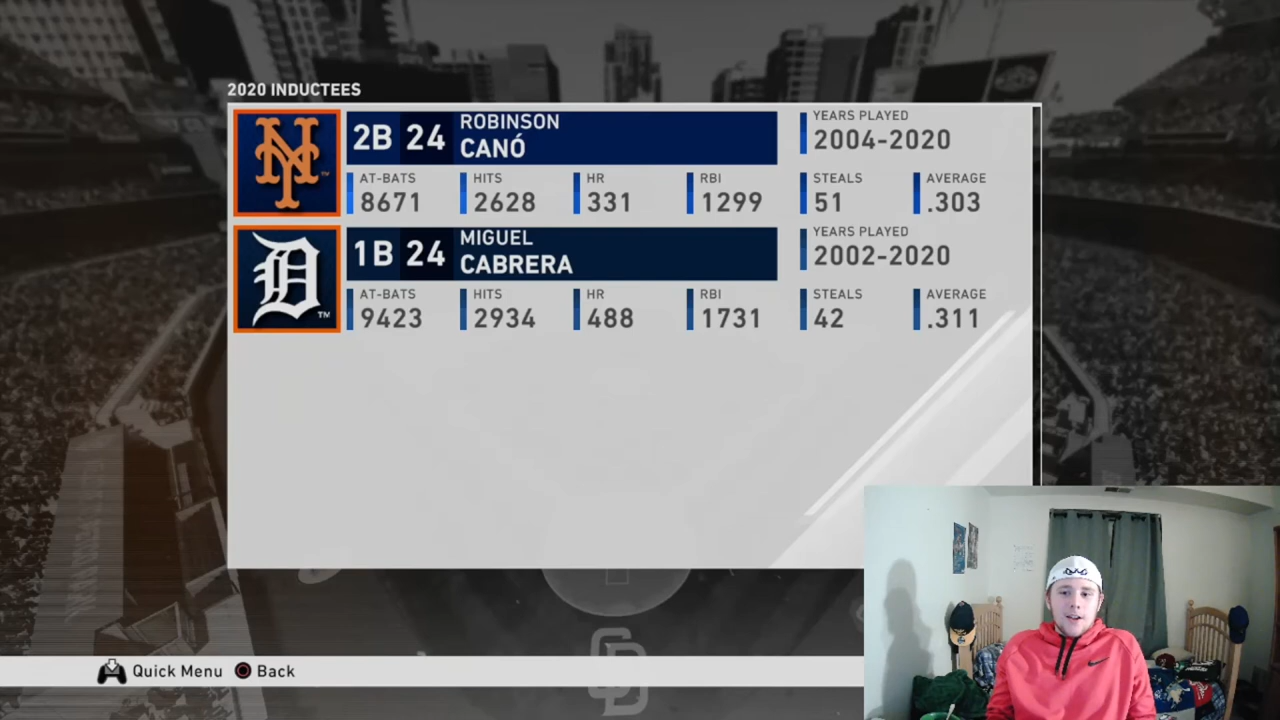 2020 INDUCTEES
2B 24 ROBINSON CANÓ
YEARS PLAYED
2004-2020
AT-BATS HITS HR RBI STEALS AVERAGE
8671 2628 331 1299 51 .303
1B 24 MIGUEL CABRERA
YEARS PLAYED
2002-2020
AT-BATS HITS HR RBI STEALS AVERAGE
9423 2934 488 1731 42 .311
TM
Quick Menu Back